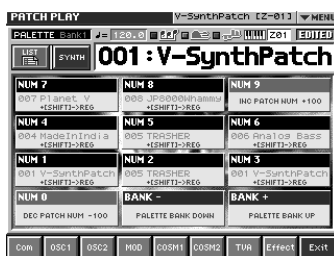 PATCH PLAY V-SynthPatch [Z-01] ▼MENU
PALETTE Bank1 ♩= 120.0 Z01 EDITED
LIST SYNTH 001:V-SynthPatch
NUM 7 NUM 8 NUM 9
007 Planet V 008 JP8000Whammy INC PATCH NUM +100
+[SHIFT]->REG +[SHIFT]->REG
NUM 4 NUM 5 NUM 6
004 MadeInIndia 005 TRASHER 006 Analog Bass
+[SHIFT]->REG +[SHIFT]->REG +[SHIFT]->REG
NUM 1 NUM 2 NUM 3
001 V-SynthPatch 005 TRASHER 001 V-SynthPatch
+[SHIFT]->REG +[SHIFT]->REG +[SHIFT]->REG
NUM 0 BANK - BANK +
DEC PATCH NUM -100 PALETTE BANK DOWN PALETTE BANK UP
Com OSC1 OSC2 MOD COSM1 COSM2 TVA Effect Exit